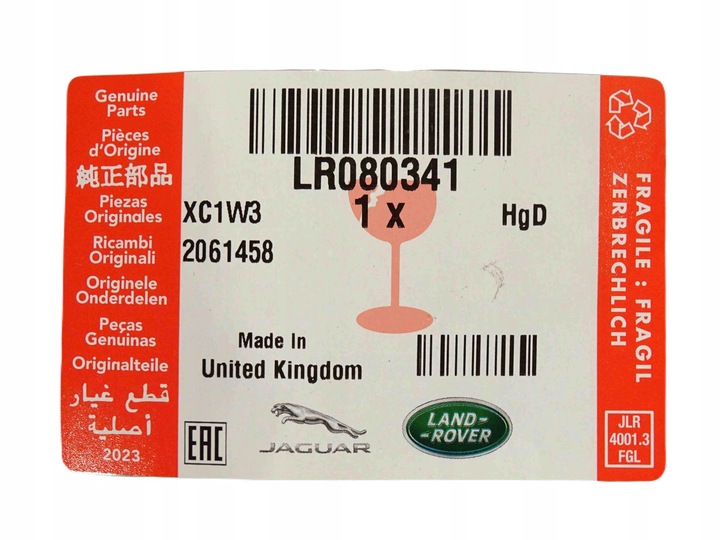 Genuine
Parts
Pièces
d'Origine
純正部品
Piezas
Originales
Ricambi
Originali
Originele
Onderdelen
Peças
Genuinas
Originalteile
قطع غيار
أصلية
2023
LR080341
1 x
XC1W3
HgD
2061458
Made In
United Kingdom
EAC
JAGUAR
LAND-
-ROVER
FRAGILE : FRAGIL
ZERBRECHLICH
JLR
4001.3
FGL